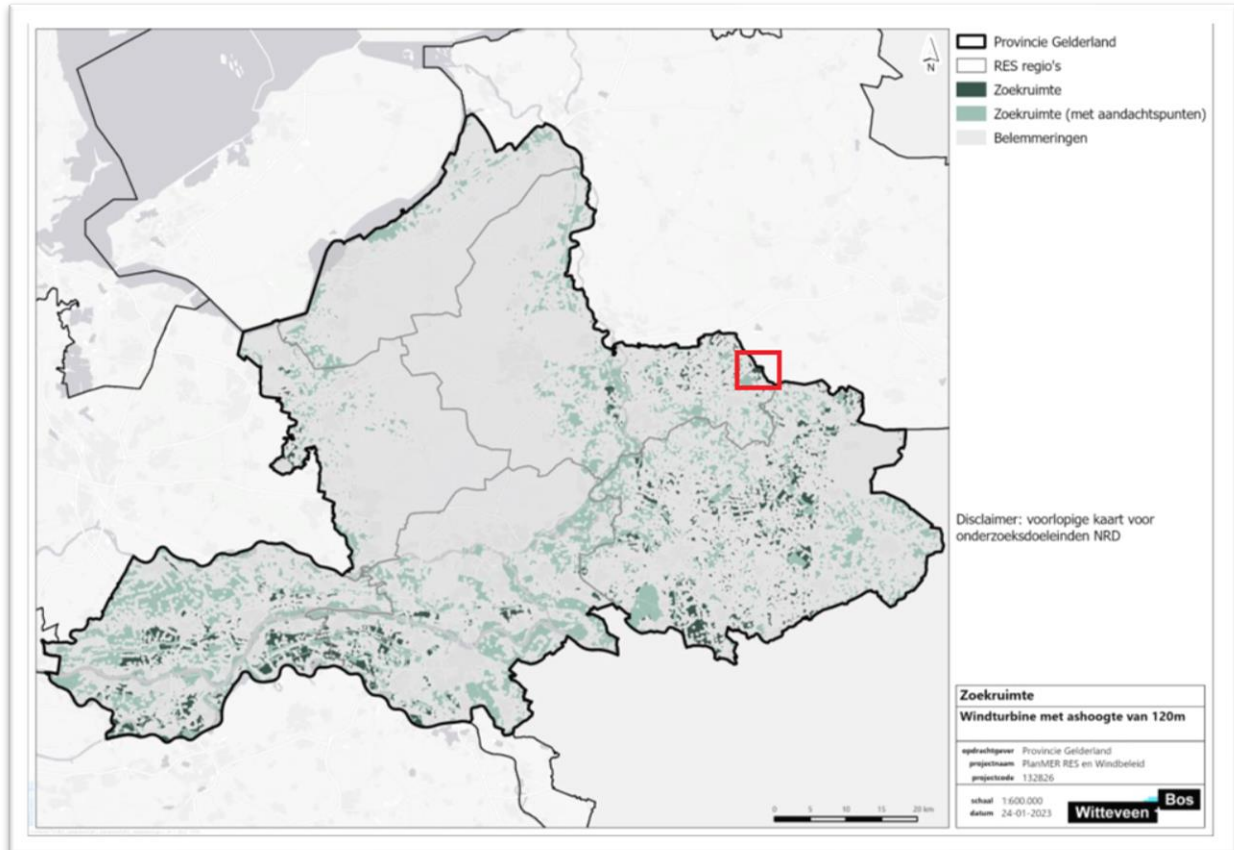 N
Provincie Gelderland
RES regio's
Zoekruimte
Zoekruimte (met aandachtspunten)
Belemmeringen
Disclaimer: voorlopige kaart voor
onderzoeksdoeleinden NRD
Zoekruimte
Windturbine met ashoogte van 120m
opdrachtgever Provincie Gelderland
projectnaam PlanMER RES en Windbeleid
projectcode 132826
schaal 1:600.000
datum 24-01-2023
Witteveen + Bos
0 5 10 15 20 km